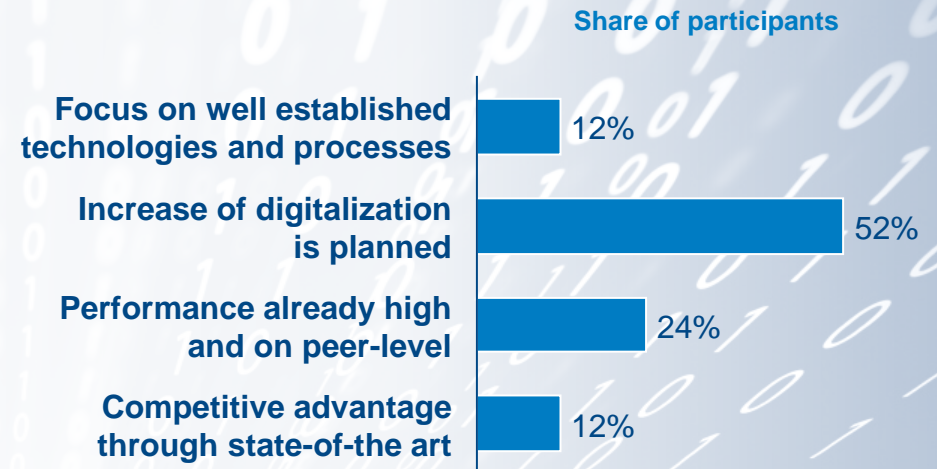 Share of participants
Focus on well established
technologies and processes
12%
Increase of digitalization
is planned
52%
Performance already high
and on peer-level
24%
Competitive advantage
through state-of-the art
12%